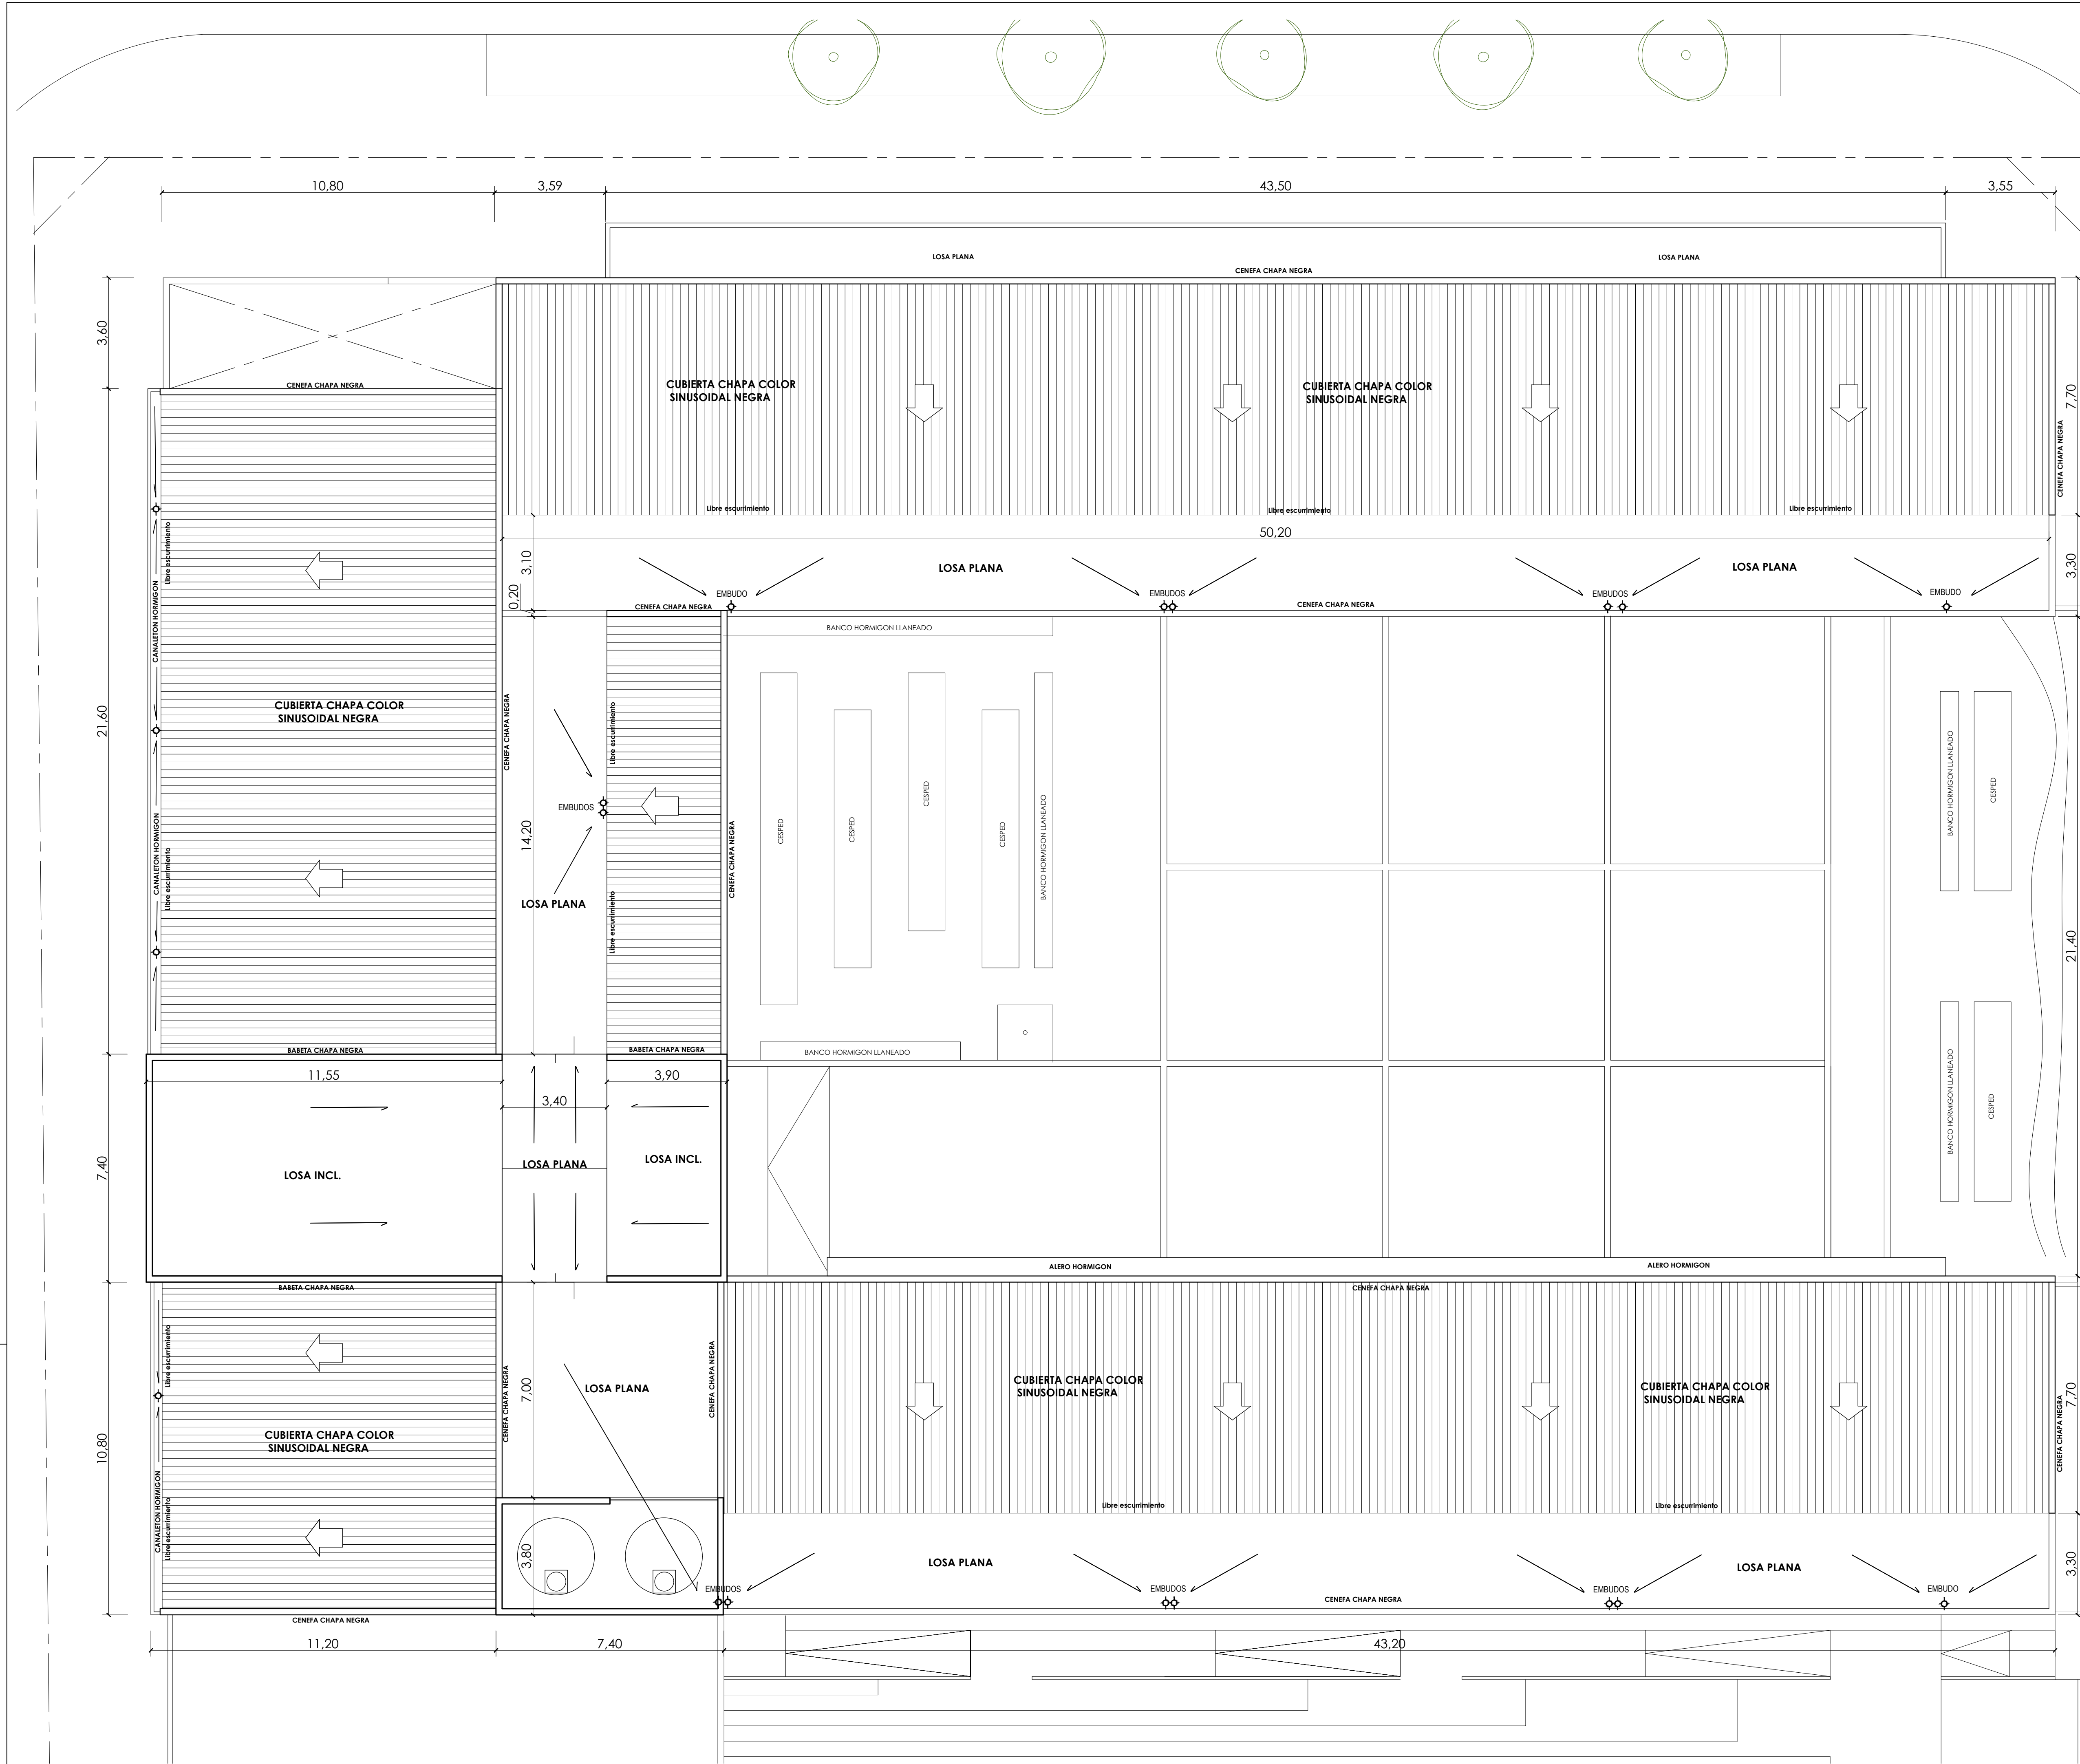 10,80
3,59
43,50
3,55
LOSA PLANA
LOSA PLANA
CENEFA CHAPA NEGRA
3,60
CENEFA CHAPA NEGRA
CUBIERTA CHAPA COLOR
SINUSOIDAL NEGRA
CUBIERTA CHAPA COLOR
SINUSOIDAL NEGRA
7,70
CENEFA CHAPA NEGRA
Libre escurrimiento
Libre escurrimiento
Libre escurrimiento
Libre escurrimiento
50,20
3,10
LOSA PLANA
LOSA PLANA
3,30
0,20
EMBUDO
EMBUDOS
EMBUDOS
EMBUDO
CENEFA CHAPA NEGRA
CENEFA CHAPA NEGRA
CANALETON HORMIGON
BANCO HORMIGON LLANEADO
21,60
CUBIERTA CHAPA COLOR
SINUSOIDAL NEGRA
CENEFA CHAPA NEGRA
Libre escurrimiento
EMBUDOS
14,20
CENEFA CHAPA NEGRA
CESPED
CESPED
CESPED
CESPED
BANCO HORMIGON LLANEADO
BANCO HORMIGON LLANEADO
CESPED
CANALETON HORMIGON
Libre escurrimiento
LOSA PLANA
Libre escurrimiento
21,40
BABETA CHAPA NEGRA
BABETA CHAPA NEGRA
BANCO HORMIGON LLANEADO
11,55
3,90
3,40
BANCO HORMIGON LLANEADO
CESPED
7,40
LOSA INCL.
LOSA PLANA
LOSA INCL.
ALERO HORMIGON
ALERO HORMIGON
BABETA CHAPA NEGRA
CENEFA CHAPA NEGRA
Libre escurrimiento
CENEFA CHAPA NEGRA
7,00
LOSA PLANA
CENEFA CHAPA NEGRA
CUBIERTA CHAPA COLOR
SINUSOIDAL NEGRA
CUBIERTA CHAPA COLOR
SINUSOIDAL NEGRA
7,70
CENEFA CHAPA NEGRA
10,80
CUBIERTA CHAPA COLOR
SINUSOIDAL NEGRA
CANALETON HORMIGON
Libre escurrimiento
Libre escurrimiento
Libre escurrimiento
3,80
LOSA PLANA
LOSA PLANA
3,30
EMBUDOS
EMBUDOS
EMBUDOS
EMBUDO
CENEFA CHAPA NEGRA
CENEFA CHAPA NEGRA
11,20
7,40
43,20